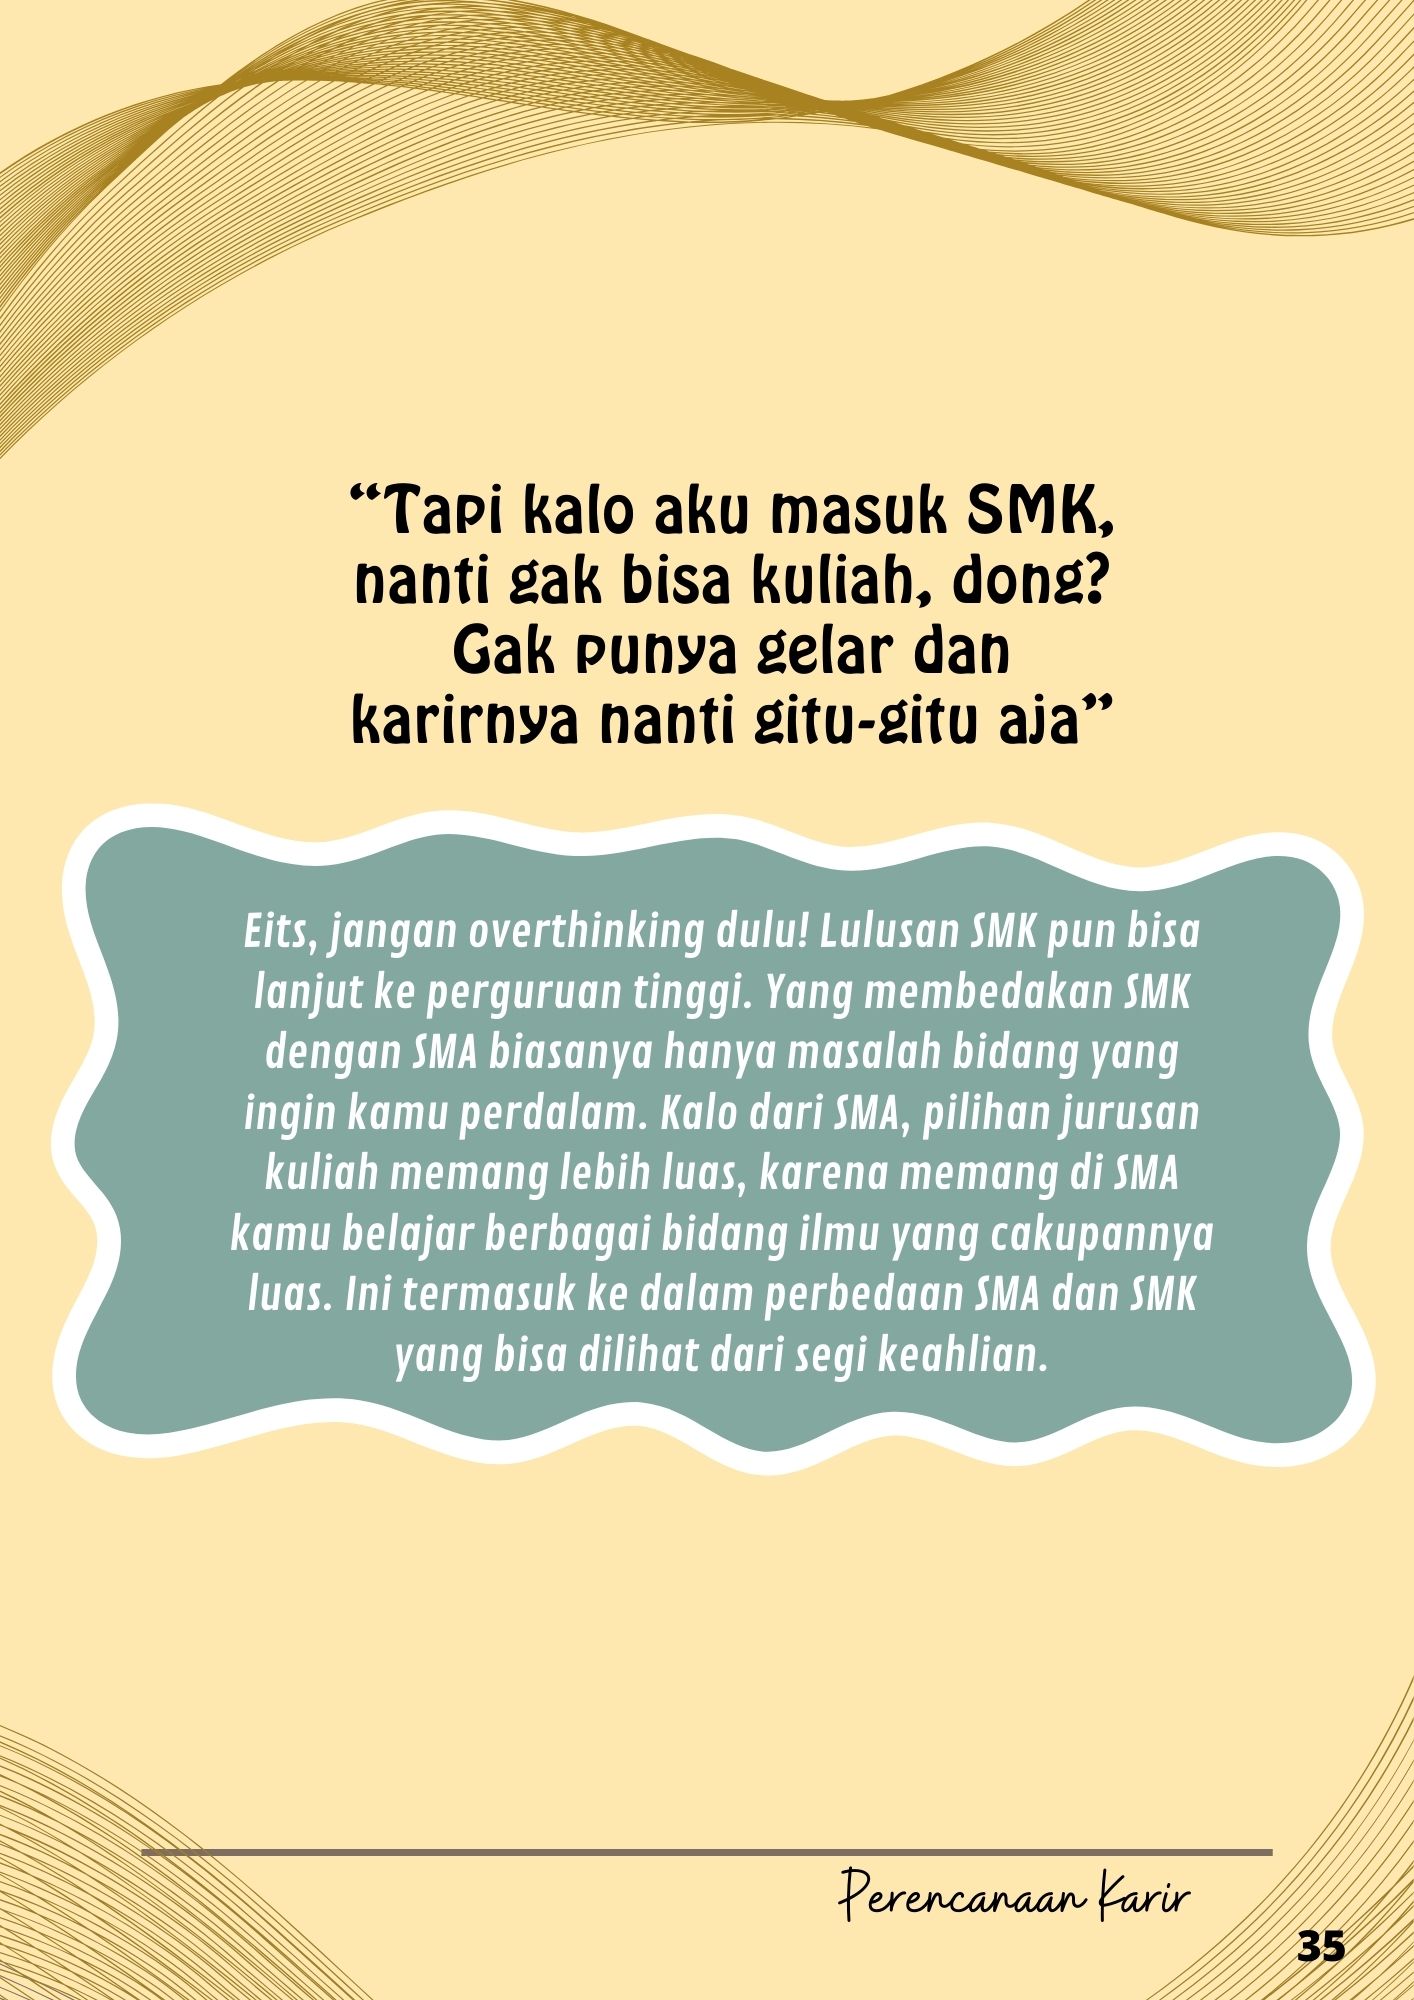 “Tapi kalo aku masuk SMK,
nanti gak bisa kuliah, dong?
Gak punya gelar dan
karirnya nanti gitu-gitu aja”
Eits, jangan overthinking dulu! Lulusan SMK pun bisa
lanjut ke perguruan tinggi. Yang membedakan SMK
dengan SMA biasanya hanya masalah bidang yang
ingin kamu perdalam. Kalo dari SMA, pilihan jurusan
kuliah memang lebih luas, karena memang di SMA
kamu belajar berbagai bidang ilmu yang cakupannya
luas. Ini termasuk ke dalam perbedaan SMA dan SMK
yang bisa dilihat dari segi keahlian.
Perencanaan Karir
35